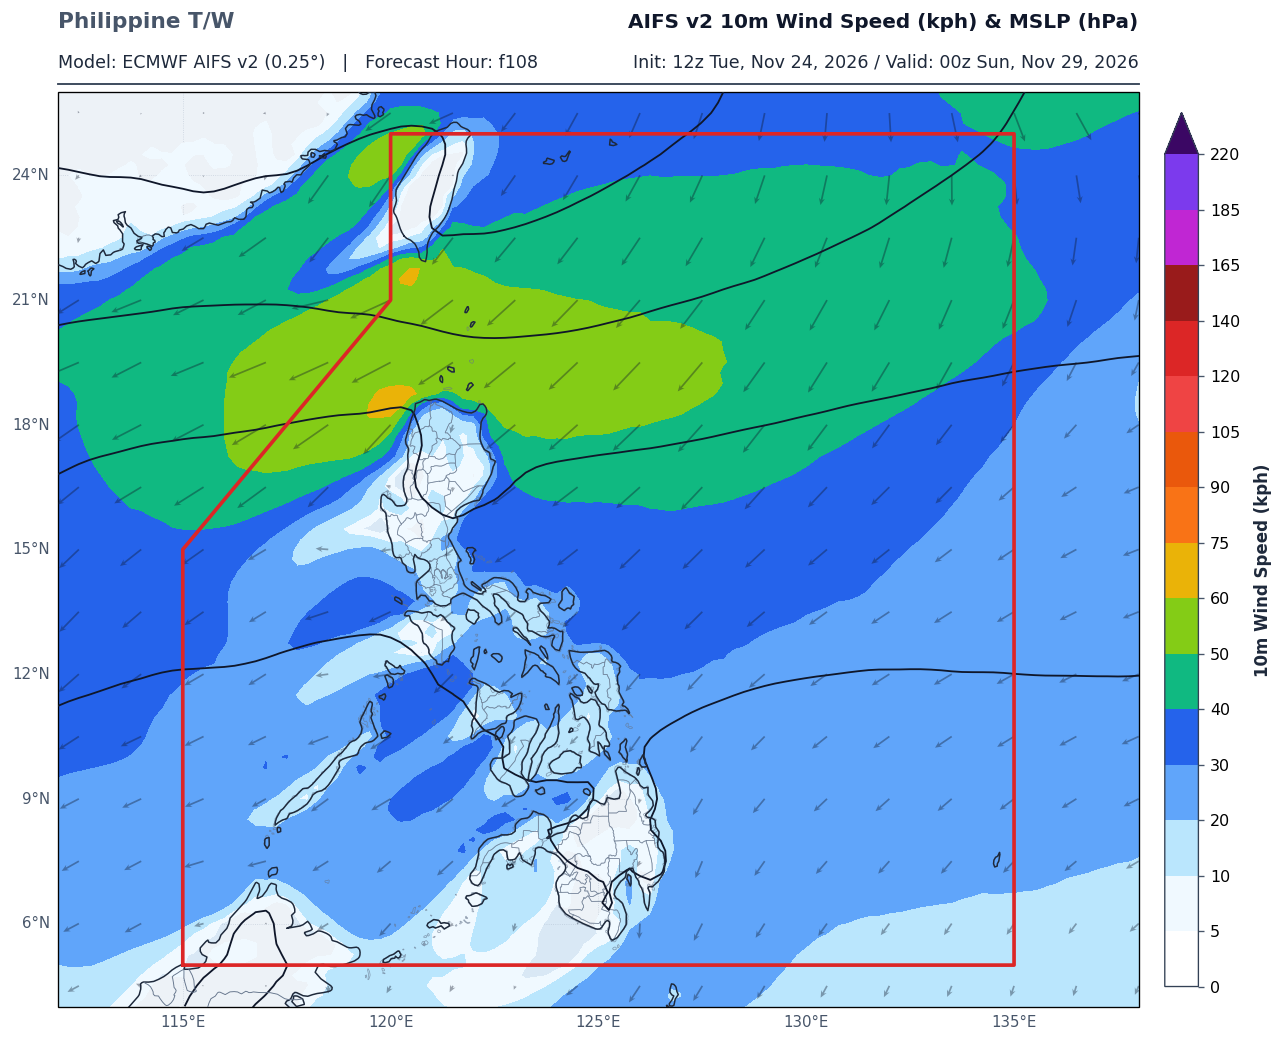 Philippine T/W
AIFS v2 10m Wind Speed (kph) & MSLP (hPa)
Model: ECMWF AIFS v2 (0.25°) | Forecast Hour: f108
Init: 12z Tue, Nov 24, 2026 / Valid: 00z Sun, Nov 29, 2026
24°N
21°N
18°N
15°N
12°N
9°N
6°N
115°E
120°E
125°E
130°E
135°E
220
185
165
140
120
105
90
75
60
50
40
30
20
10
5
0
10m Wind Speed (kph)